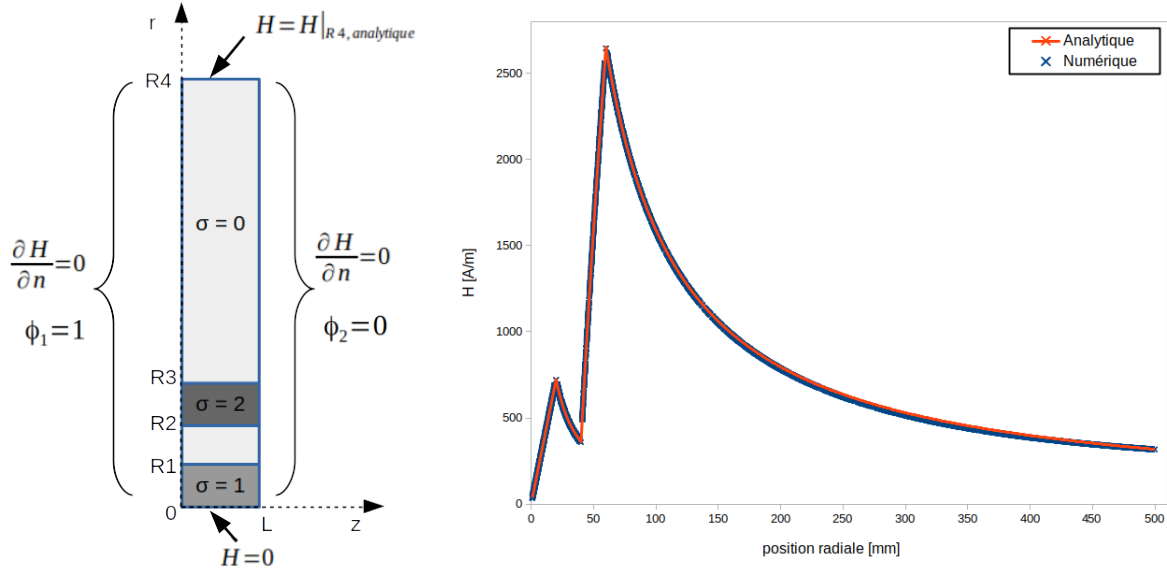 r
H=H|R4,analytique
R4
σ = 0
∂H/∂n=0
ϕ1=1
∂H/∂n=0
ϕ2=0
R3
σ = 2
R2
R1
σ = 1
0
L
z
H=0
Analytique
Numérique
H [A/m]
2500
2000
1500
1000
500
0
0 50 100 150 200 250 300 350 400 450 500
position radiale [mm]